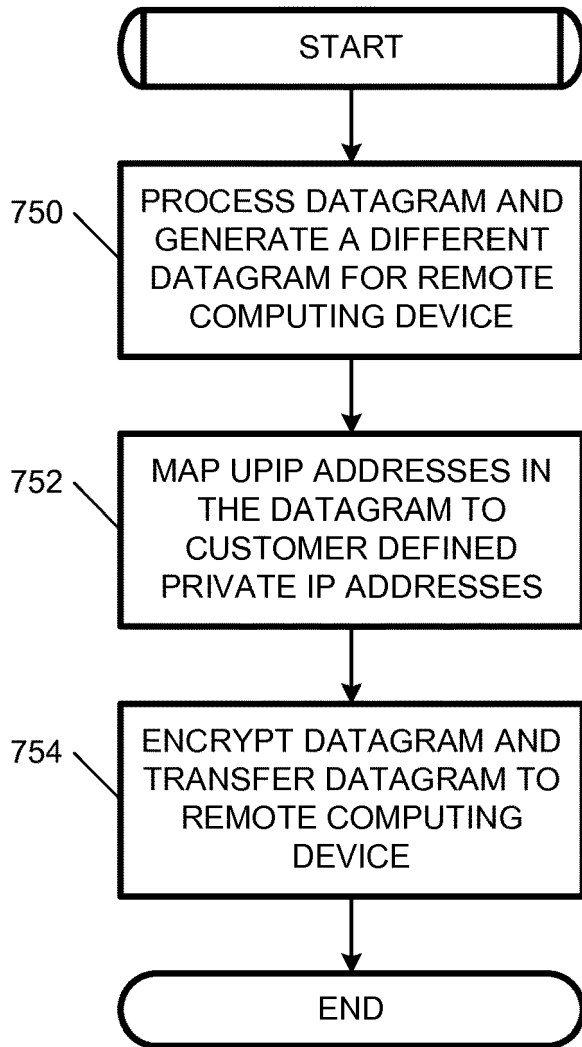 START
750
PROCESS DATAGRAM AND
GENERATE A DIFFERENT
DATAGRAM FOR REMOTE
COMPUTING DEVICE
752
MAP UPIP ADDRESSES IN
THE DATAGRAM TO
CUSTOMER DEFINED
PRIVATE IP ADDRESSES
754
ENCRYPT DATAGRAM AND
TRANSFER DATAGRAM TO
REMOTE COMPUTING
DEVICE
END